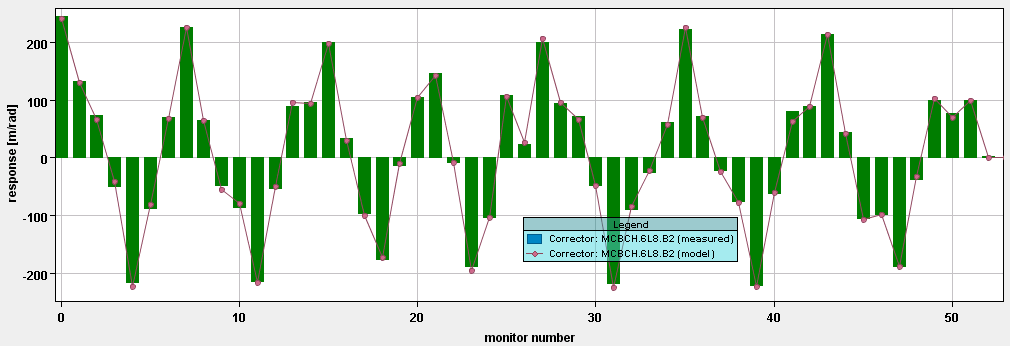 response [m/rad]
200
100
0
-100
-200
Legend
Corrector: MCBCH.6L8.B2 (measured)
Corrector: MCBCH.6L8.B2 (model)
0 10 20 30 40 50
monitor number